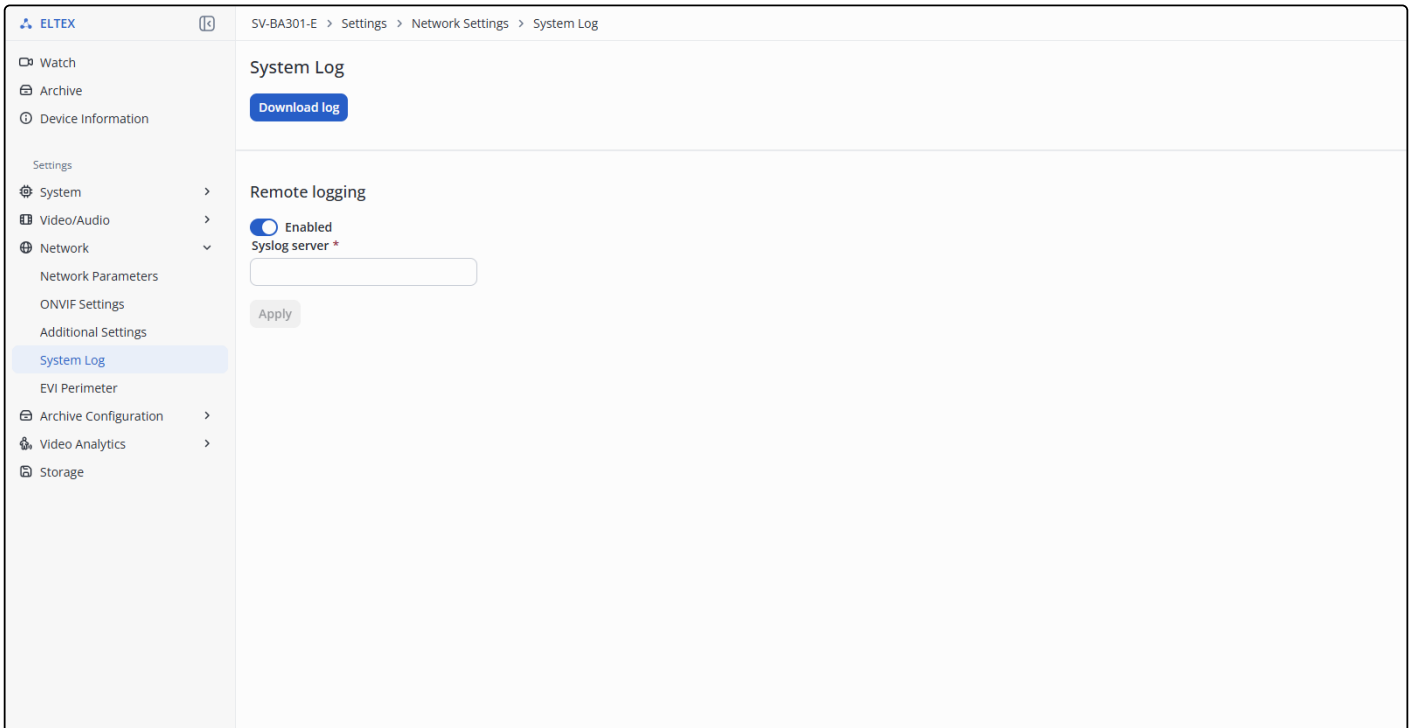 ELTEX
SV-BA301-E > Settings > Network Settings > System Log
Watch
Archive
Device Information
Settings
System
Video/Audio
Network
Network Parameters
ONVIF Settings
Additional Settings
System Log
EVI Perimeter
Archive Configuration
Video Analytics
Storage
System Log
Download log
Remote logging
Enabled
Syslog server *
Apply